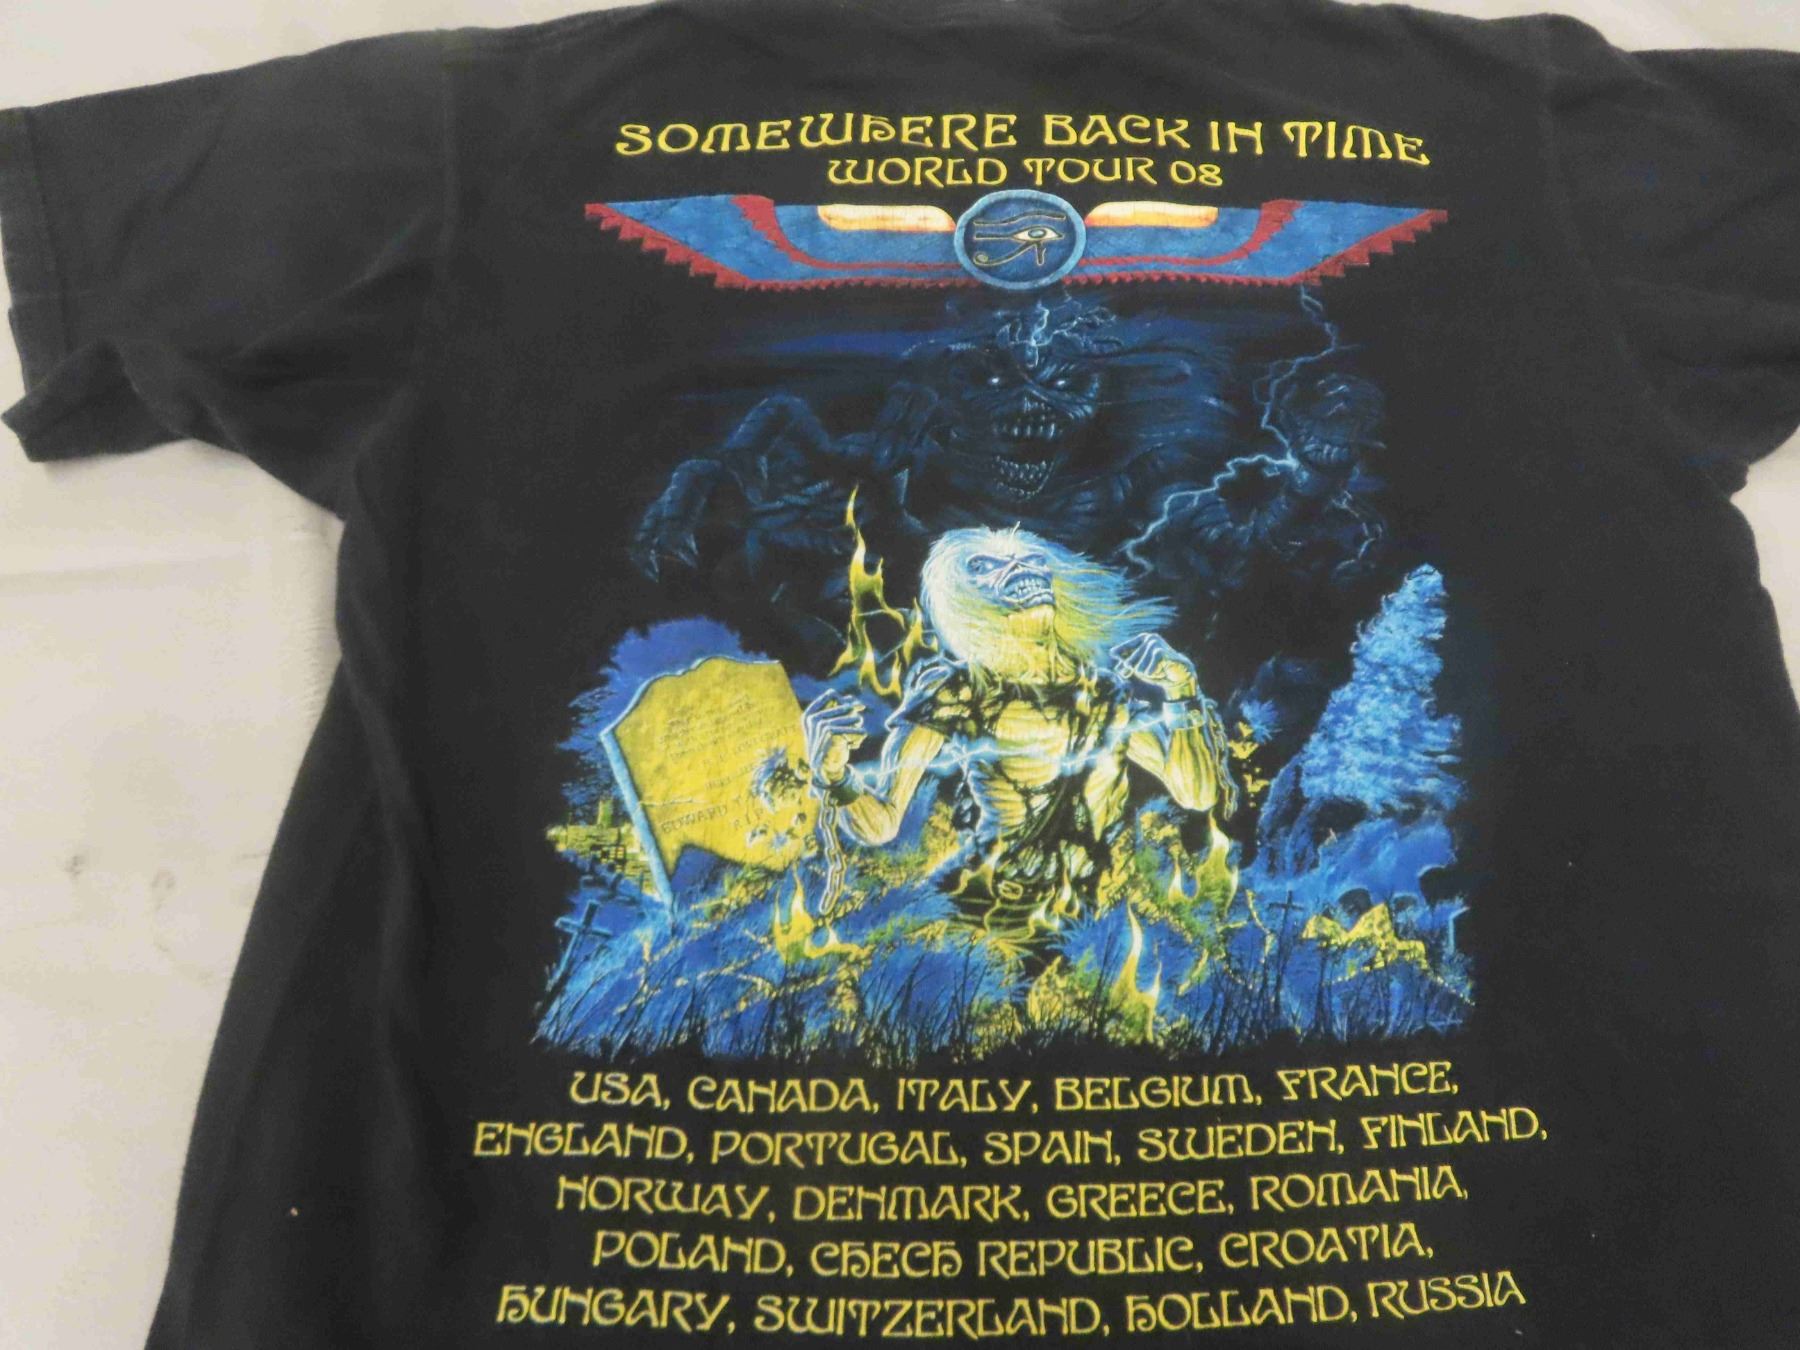 SOMEWHERE BACK IN TIME
WORLD TOUR 08
EDWARD T
R.I.P
USA, CANADA, ITALY, BELGIUM, FRANCE,
ENGLAND, PORTUGAL, SPAIN, SWEDEN, FINLAND,
NORWAY, DENMARK, GREECE, ROMANIA,
POLAND, CHECH REPUBLIC, CROATIA,
HUNGARY, SWITZERLAND, HOLLAND, RUSSIA